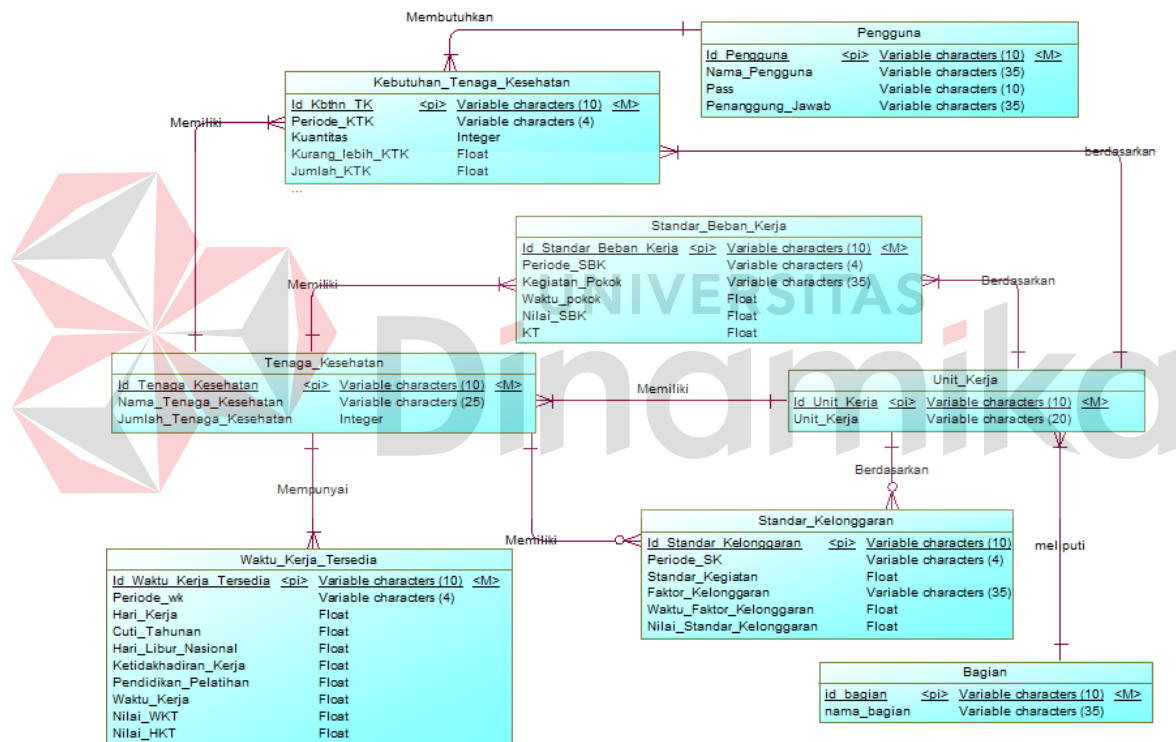 Membutuhkan
Pengguna
Id_Pengguna <pi> Variable characters (10) <M>
Nama_Pengguna Variable characters (35)
Pass Variable characters (10)
Penanggung_Jawab Variable characters (35)
Kebutuhan_Tenaga_Kesehatan
Id_Kbthn_TK <pi> Variable characters (10) <M>
Periode_KTK Variable characters (4)
Kuantitas Integer
Kurang_lebih_KTK Float
Jumlah_KTK Float
...
Memiliki
berdasarkan
Standar_Beban_Kerja
Id_Standar_Beban_Kerja <pi> Variable characters (10) <M>
Periode_SBK Variable characters (4)
Kegiatan_Pokok Variable characters (35)
Waktu_pokok Float
Nilai_SBK Float
KT Float
Memiliki
Berdasarkan
UNIVERSITAS
Dinamika
Tenaga_Kesehatan
Id_Tenaga_Kesehatan <pi> Variable characters (10) <M>
Nama_Tenaga_Kesehatan Variable characters (25)
Jumlah_Tenaga_Kesehatan Integer
Memiliki
Unit_Kerja
Id_Unit_Kerja <pi> Variable characters (10) <M>
Unit_Kerja Variable characters (20)
Mempunyai
Berdasarkan
Memiliki
meliputi
Standar_Kelonggaran
Id_Standar_Kelonggaran <pi> Variable characters (10)
Periode_SK Variable characters (4)
Standar_Kegiatan Float
Faktor_Kelonggaran Variable characters (35)
Waktu_Faktor_Kelonggaran Float
Nilai_Standar_Kelonggaran Float
Waktu_Kerja_Tersedia
Id_Waktu_Kerja_Tersedia <pi> Variable characters (10) <M>
Periode_wk Variable characters (4)
Hari_Kerja Float
Cuti_Tahunan Float
Hari_Libur_Nasional Float
Ketidakhadiran_Kerja Float
Pendidikan_Pelatihan Float
Waktu_Kerja Float
Nilai_WKT Float
Nilai_HKT Float
Bagian
id_bagian <pi> Variable characters (10) <M>
nama_bagian Variable characters (35)